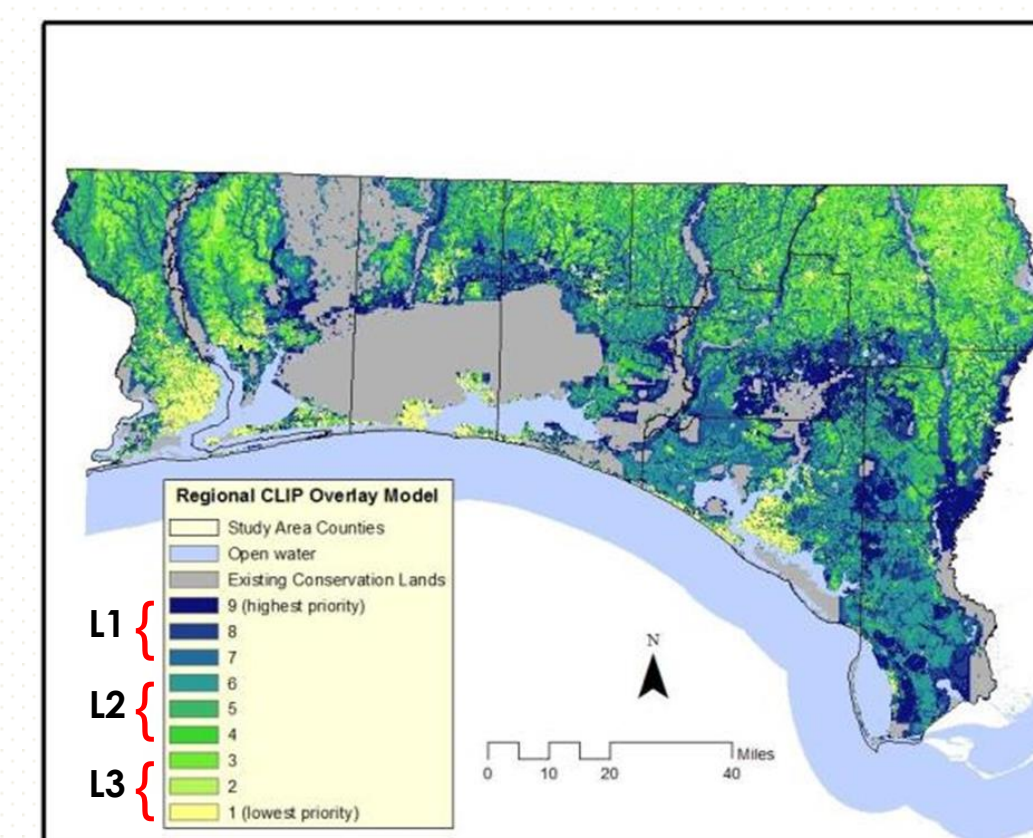 Regional CLIP Overlay Model
Study Area Counties
Open water
Existing Conservation Lands
L1 { 9 (highest priority)
8
7
L2 { 6
5
4
L3 { 3
2
1 (lowest priority)
N
Miles
0 10 20 40